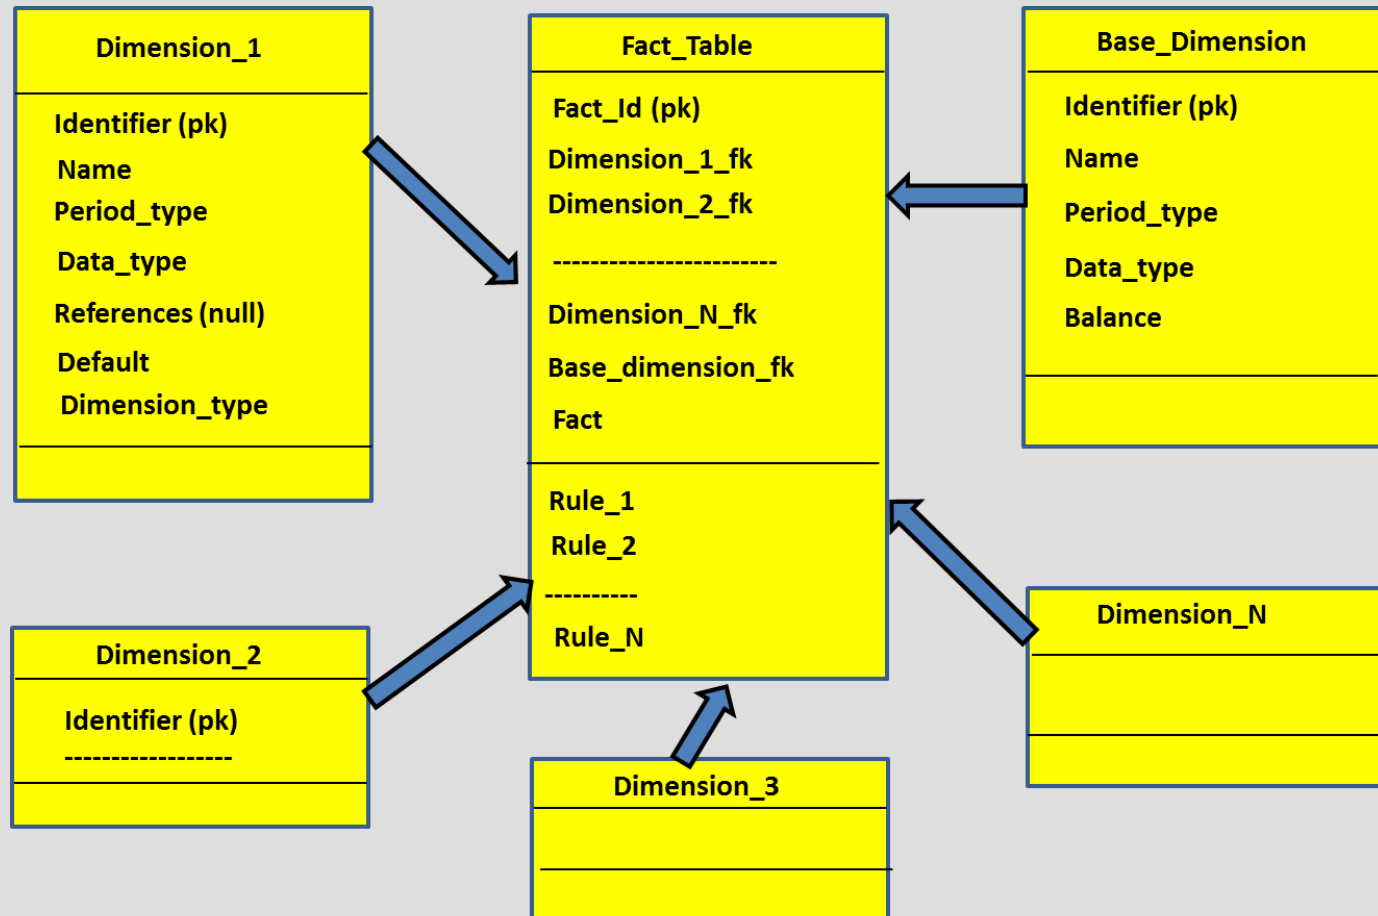 Dimension_1
Identifier (pk)
Name
Period_type
Data_type
References (null)
Default
Dimension_type
Fact_Table
Fact_Id (pk)
Dimension_1_fk
Dimension_2_fk
------------------------
Dimension_N_fk
Base_dimension_fk
Fact
Rule_1
Rule_2
----------
Rule_N
Base_Dimension
Identifier (pk)
Name
Period_type
Data_type
Balance
Dimension_2
Identifier (pk)
------------------
Dimension_3
Dimension_N